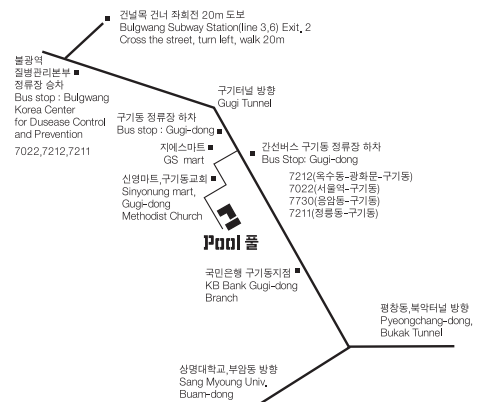 건널목 건너 좌회전 20m 도보
Bulgwang Subway Station(line 3,6) Exit. 2
Cross the street, turn left, walk 20m
불광역
질병관리본부
정류장 승차
Bus stop : Bulgwang
Korea Center
for Dusease Control
and Prevention
7022,7212,7211
구기터널 방향
Gugi Tunnel
구기동 정류장 하차
Bus stop : Gugi-dong
지에스마트
GS mart
간선버스 구기동 정류장 하차
Bus Stop: Gugi-dong
7212(옥수동-광화문-구기동)
7022(서울역-구기동)
7730(응암동-구기동)
7211(정릉동-구기동)
신영마트,구기동교회
Sinyonung mart,
Gugi-dong
Methodist Church
Pool 풀
국민은행 구기동지점
KB Bank Gugi-dong
Branch
평창동,북악터널 방향
Pyeongchang-dong,
Bukak Tunnel
상명대학교,부암동 방향
Sang Myoung Univ.
Buam-dong